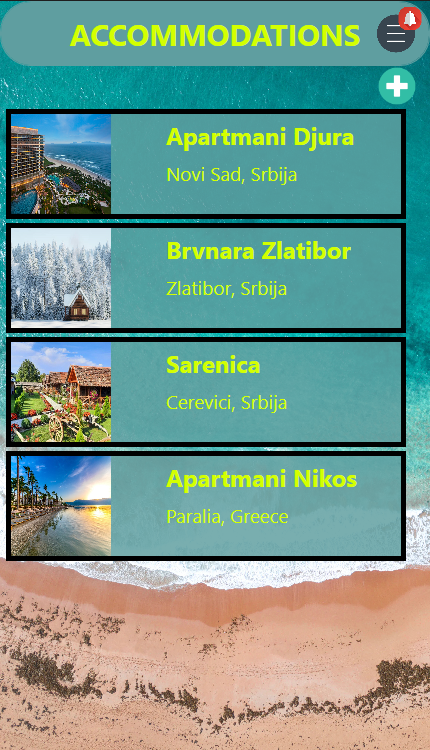 ACCOMMODATIONS
Apartmani Djura
Novi Sad, Srbija
Brvnara Zlatibor
Zlatibor, Srbija
Sarenica
Cerevici, Srbija
Apartmani Nikos
Paralia, Greece